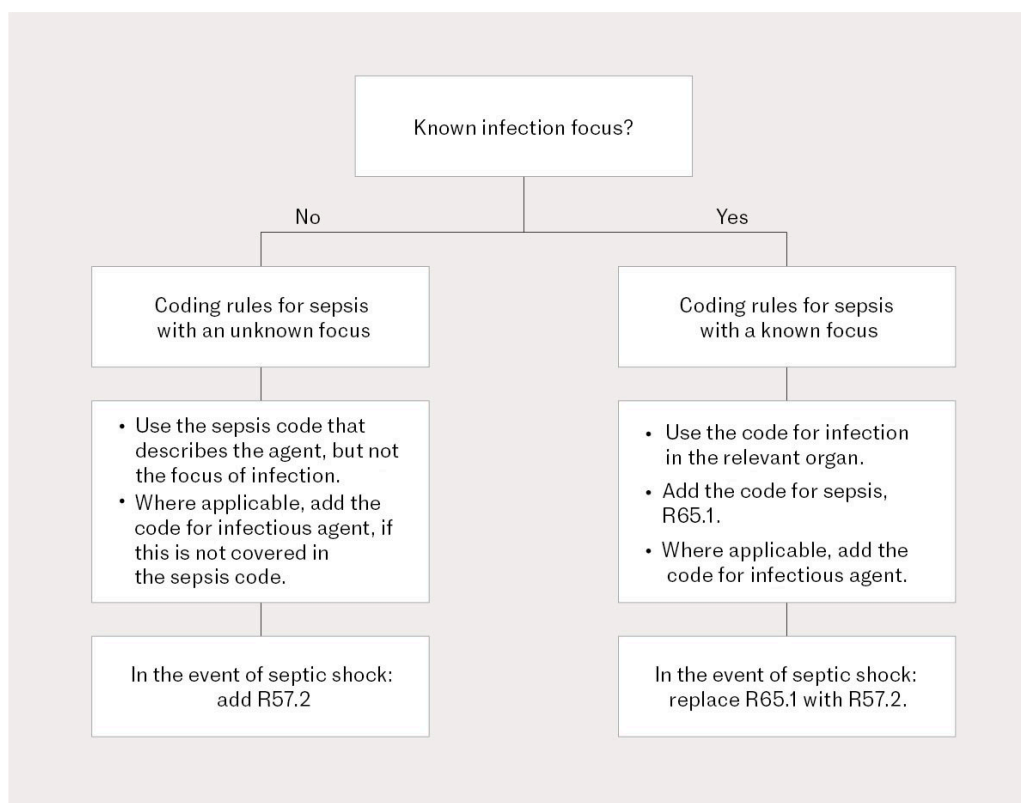 Known infection focus?
No
Yes
Coding rules for sepsis
with an unknown focus
Coding rules for sepsis
with a known focus
• Use the sepsis code that
describes the agent, but not
the focus of infection.
• Where applicable, add the
code for infectious agent, if
this is not covered in
the sepsis code.
• Use the code for infection
in the relevant organ.
• Add the code for sepsis,
R65.1.
• Where applicable, add the
code for infectious agent.
In the event of septic shock:
add R57.2
In the event of septic shock:
replace R65.1 with R57.2.